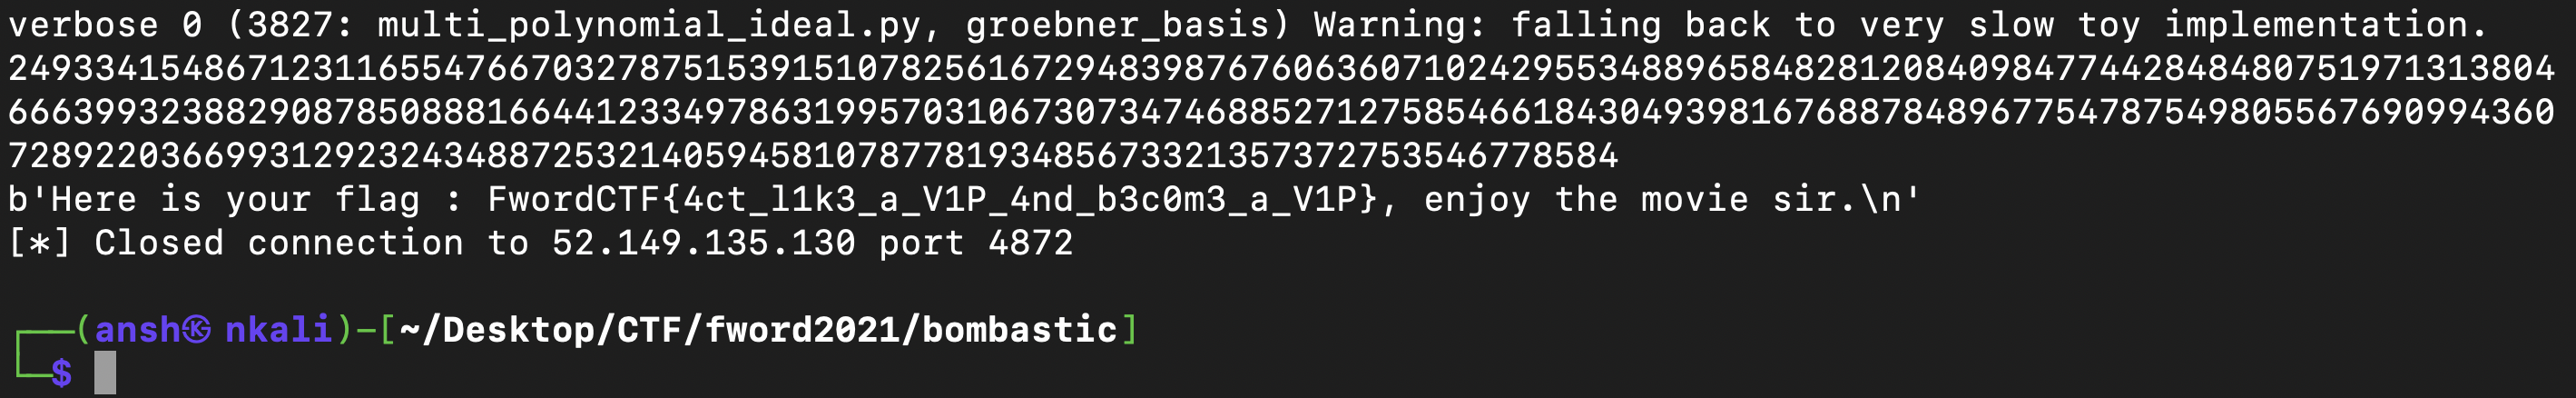 verbose 0 (3827: multi_polynomial_ideal.py, groebner_basis) Warning: falling back to very slow toy implementation.
249334154867123116554766703278751539151078256167294839876760636071024295534889658482812084098477442848480751971313804
666399323882908785088816644123349786319957031067307347468852712758546618430493981676887848967754787549805567690994360
72892203669931292324348872532140594581078778193485673321357372753546778584
b'Here is your flag : FwordCTF{4ct_l1k3_a_V1P_4nd_b3c0m3_a_V1P}, enjoy the movie sir.\n'
[*] Closed connection to 52.149.135.130 port 4872
┌──(ansh㉿nkali)-[~/Desktop/CTF/fword2021/bombastic]
└─$